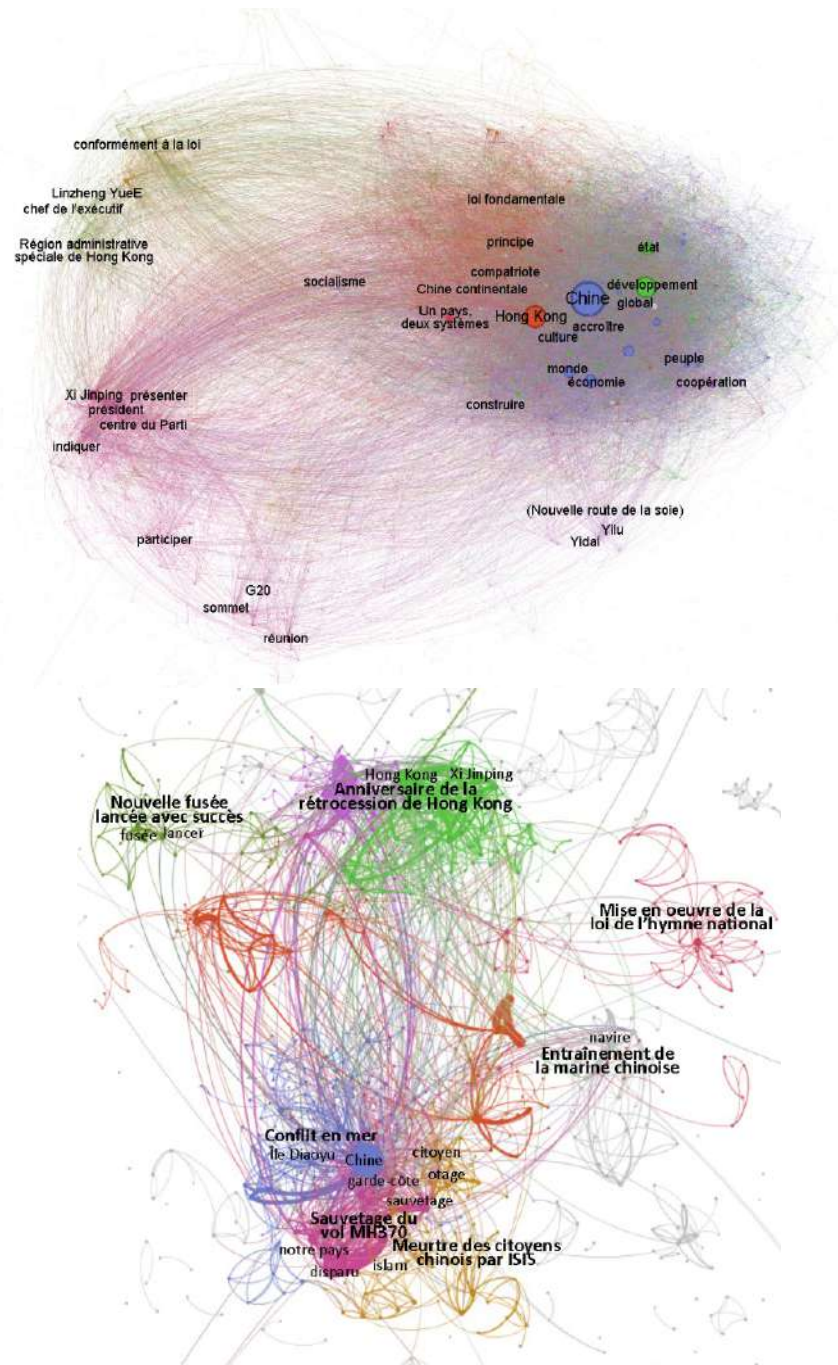 conformément à la loi
Linzheng YueE
chef de l'exécutif
Région administrative
spéciale de Hong Kong
loi fondamentale
principe
état
compatriote
socialisme
Chine continentale
développement
Chine
global
Un pays,
deux systèmes
Hong Kong
accroître
culture
peuple
monde
économie
coopération
construire
Xi Jinping présenter
président
centre du Parti
indiquer
(Nouvelle route de la soie)
Yilu
Yidal
participer
G20
sommet
réunion
Hong Kong Xi Jinping
Anniversaire de la
rétrocession de Hong Kong
Nouvelle fusée
lancée avec succès
fusée lancer
Mise en oeuvre de la
loi de l'hymne national
navire
Entraînement de
la marine chinoise
Conflit en mer
Île Diaoyu
Chine
citoyen
otage
garde-côte
sauvetage
Sauvetage du
vol MH370
notre pays
disparu
islam
Meurtre des citoyens
chinois par ISIS